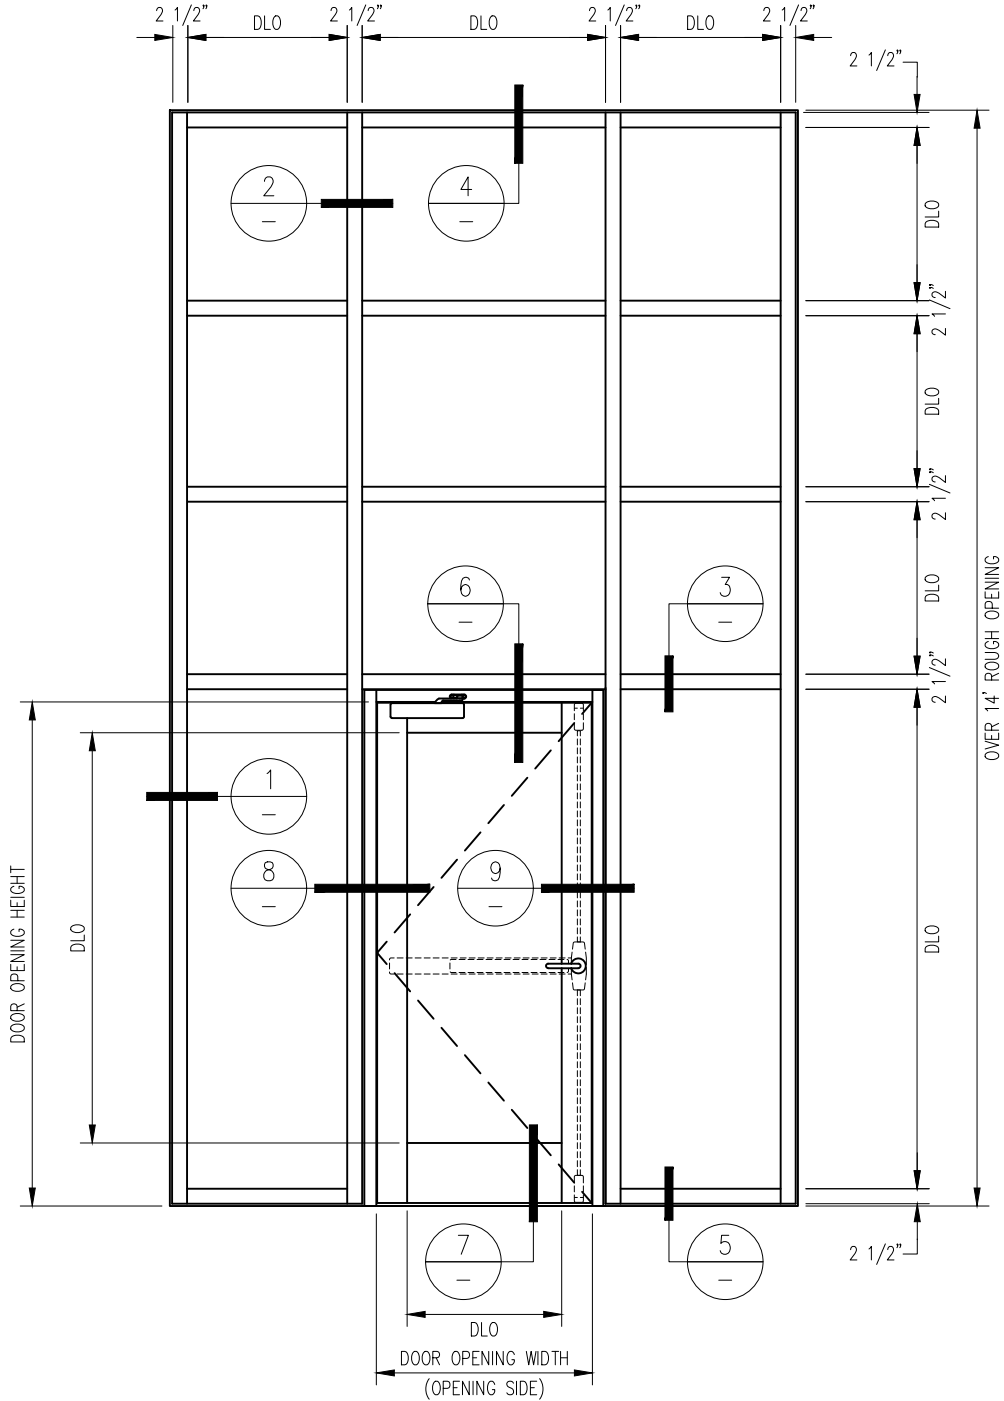 2 1/2" DLO 2 1/2" DLO 2 1/2" DLO 2 1/2"
2 1/2"
2
–
4
–
DLO
2 1/2"
DLO
2 1/2"
6
–
3
–
DLO
2 1/2"
OVER 14' ROUGH OPENING
1
–
8
–
9
–
DOOR OPENING HEIGHT
DLO
DLO
7
–
5
–
2 1/2"
DLO
DOOR OPENING WIDTH
(OPENING SIDE)